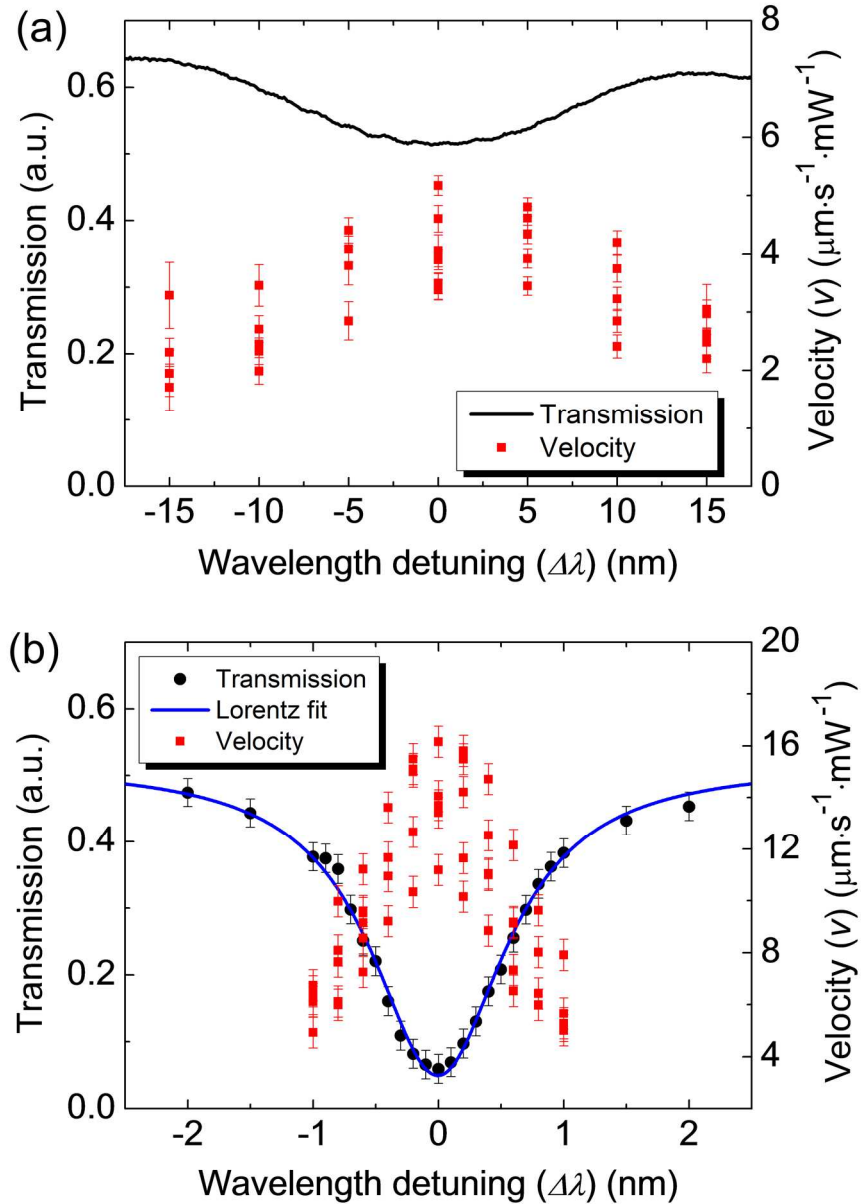 (a)
8
6
4
2
0
0.6
0.4
0.2
0.0
Transmission (a.u.)
Velocity (v) (μm·s⁻¹·mW⁻¹)
Transmission
Velocity
-15 -10 -5 0 5 10 15
Wavelength detuning (Δλ) (nm)
(b)
20
16
12
8
4
0.6
0.4
0.2
0.0
Transmission (a.u.)
Velocity (v) (μm·s⁻¹·mW⁻¹)
Transmission
Lorentz fit
Velocity
-2 -1 0 1 2
Wavelength detuning (Δλ) (nm)